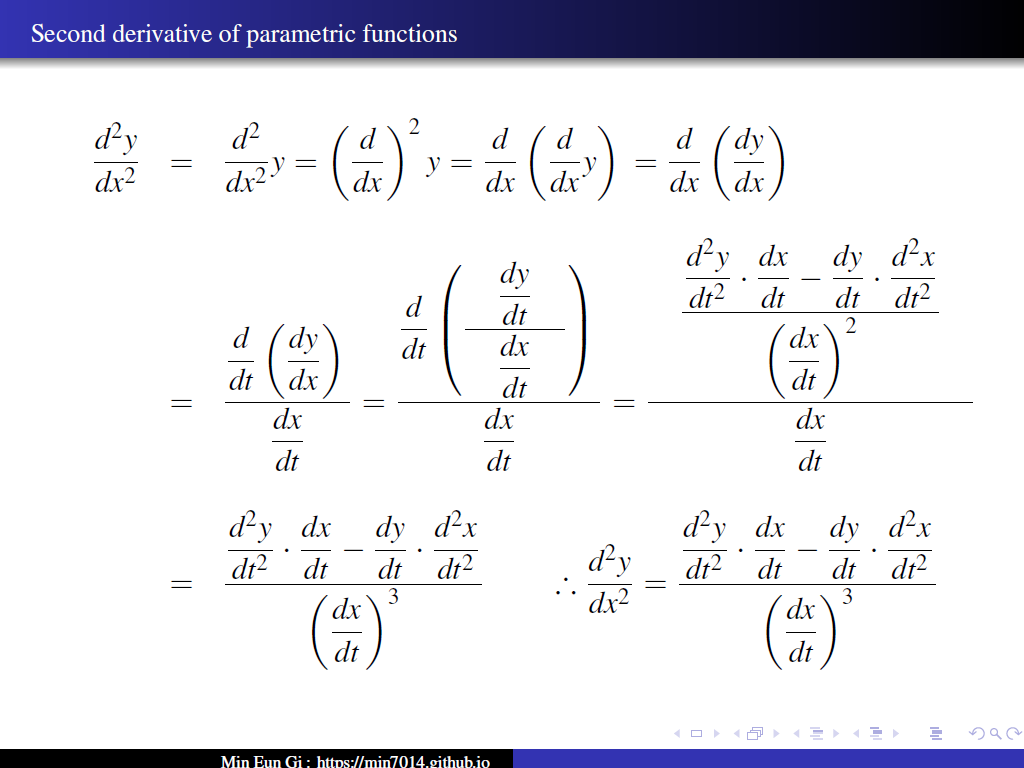 Second derivative of parametric functions
\frac{d^2y}{dx^2} = \frac{d^2}{dx^2}y = \left(\frac{d}{dx}\right)^2 y = \frac{d}{dx}\left(\frac{d}{dx}y\right) = \frac{d}{dx}\left(\frac{dy}{dx}\right)
= \frac{\frac{d}{dt}\left(\frac{dy}{dx}\right)}{\frac{dx}{dt}} = \frac{\frac{d}{dt}\left(\frac{\frac{dy}{dt}}{\frac{dx}{dt}}\right)}{\frac{dx}{dt}} = \frac{\frac{\frac{d^2y}{dt^2}\cdot\frac{dx}{dt}-\frac{dy}{dt}\cdot\frac{d^2x}{dt^2}}{\left(\frac{dx}{dt}\right)^2}}{\frac{dx}{dt}}
= \frac{\frac{d^2y}{dt^2}\cdot\frac{dx}{dt}-\frac{dy}{dt}\cdot\frac{d^2x}{dt^2}}{\left(\frac{dx}{dt}\right)^3} \therefore \frac{d^2y}{dx^2} = \frac{\frac{d^2y}{dt^2}\cdot\frac{dx}{dt}-\frac{dy}{dt}\cdot\frac{d^2x}{dt^2}}{\left(\frac{dx}{dt}\right)^3}
Min Eun Gi : https://min7014.github.io